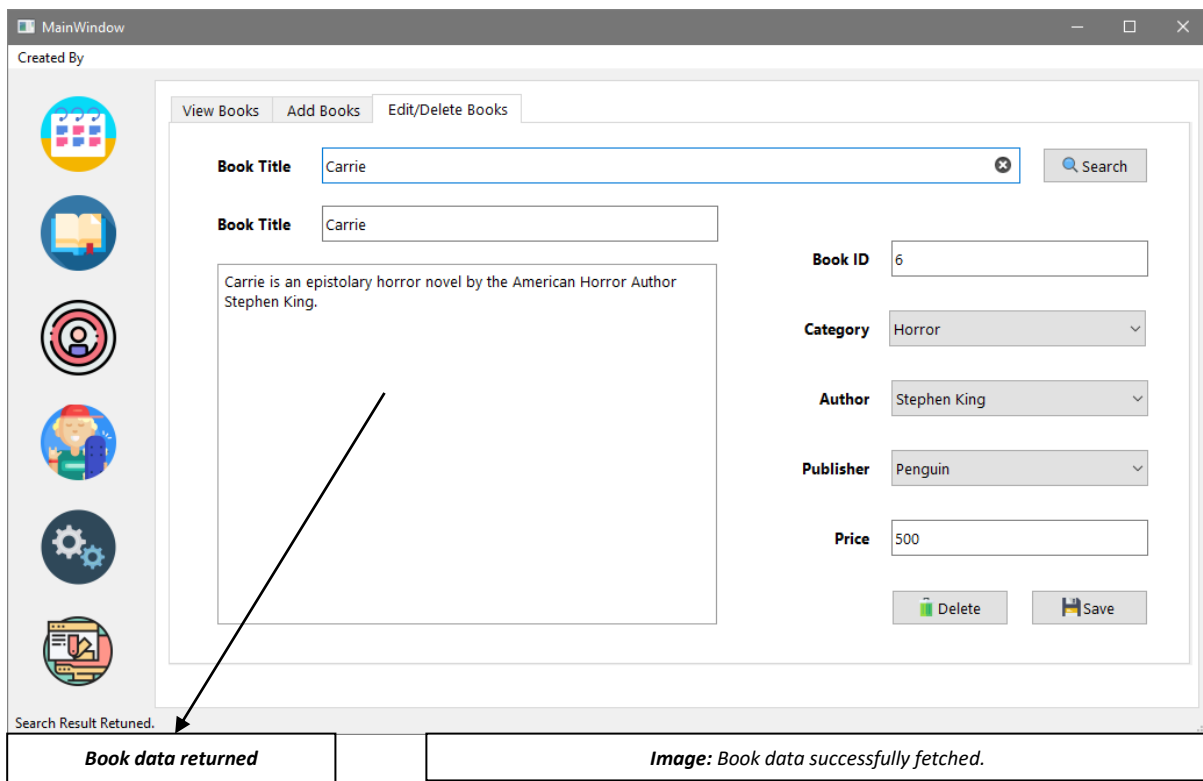 MainWindow
Created By
View Books Add Books Edit/Delete Books
Book Title Carrie Search
Book Title Carrie
Book ID 6
Carrie is an epistolary horror novel by the American Horror Author
Stephen King.
Category Horror
Author Stephen King
Publisher Penguin
Price 500
Delete Save
Search Result Retuned.
Book data returned
Image: Book data successfully fetched.